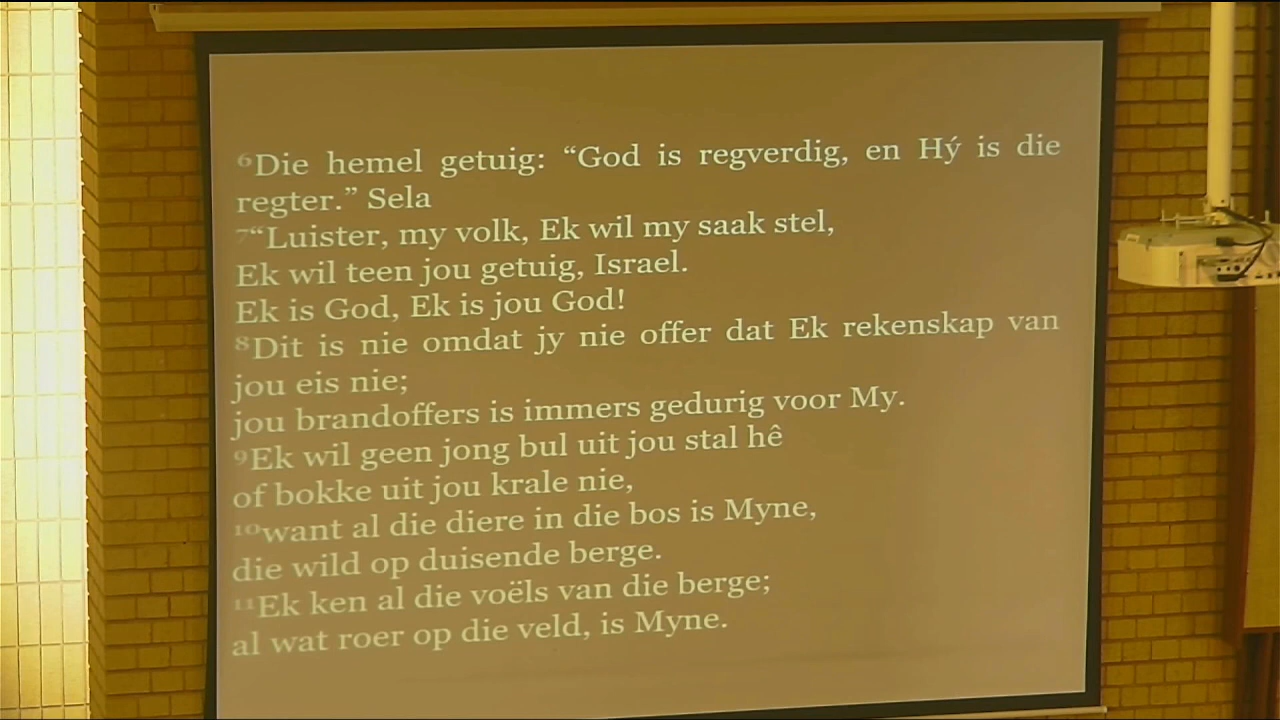 ⁶Die hemel getuig: “God is regverdig, en Hý is die
regter.” Sela
⁷“Luister, my volk, Ek wil my saak stel,
Ek wil teen jou getuig, Israel.
Ek is God, Ek is jou God!
⁸Dit is nie omdat jy nie offer dat Ek rekenskap van
jou eis nie;
jou brandoffers is immers gedurig voor My.
⁹Ek wil geen jong bul uit jou stal hê
of bokke uit jou krale nie,
¹⁰want al die diere in die bos is Myne,
die wild op duisende berge.
¹¹Ek ken al die voëls van die berge;
al wat roer op die veld, is Myne.